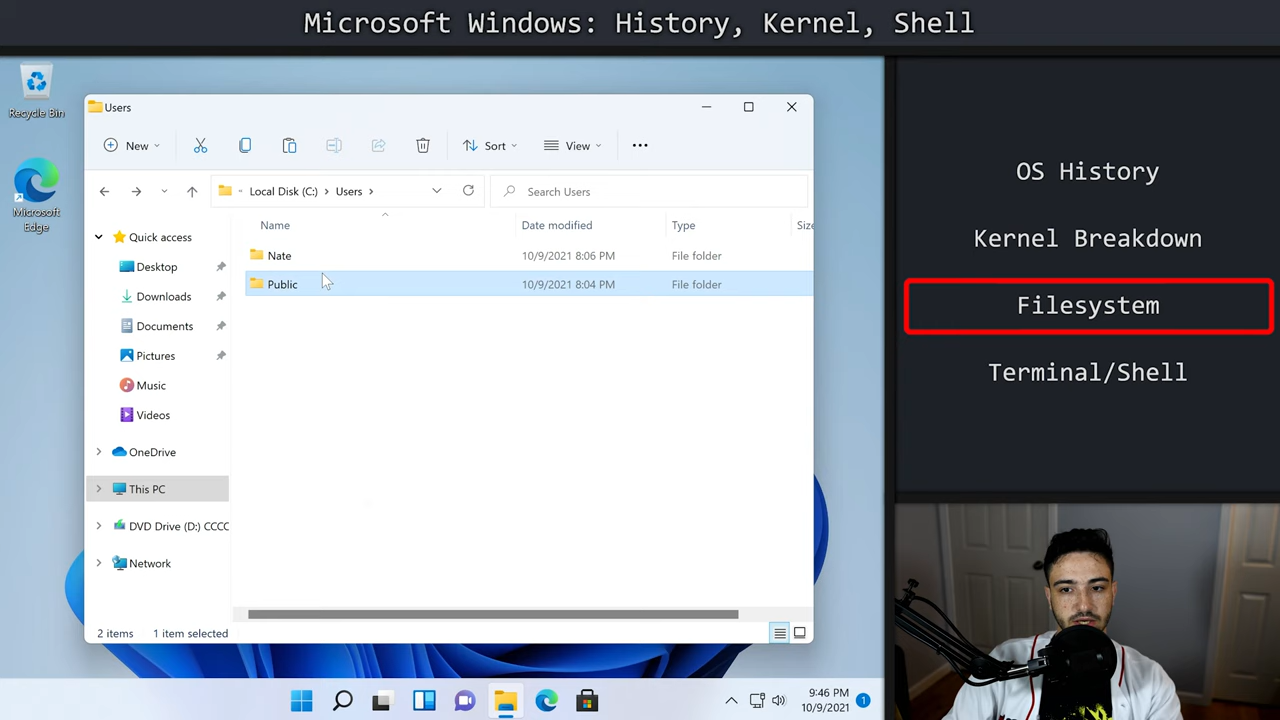 Microsoft Windows: History, Kernel, Shell
Recycle Bin
Microsoft
Edge
Users
New
Sort
View
Local Disk (C:) Users
Search Users
Name Date modified Type Size
Nate 10/9/2021 8:06 PM File folder
Public 10/9/2021 8:04 PM File folder
Quick access
Desktop
Downloads
Documents
Pictures
Music
Videos
OneDrive
This PC
DVD Drive (D:) CCCC
Network
2 items 1 item selected
9:46 PM
10/9/2021
1
OS History
Kernel Breakdown
Filesystem
Terminal/Shell